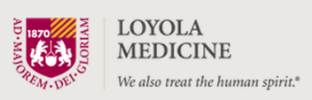 1870
AD·MAJOREM·DEI·GLORIAM
LOYOLA
MEDICINE
We also treat the human spirit.®